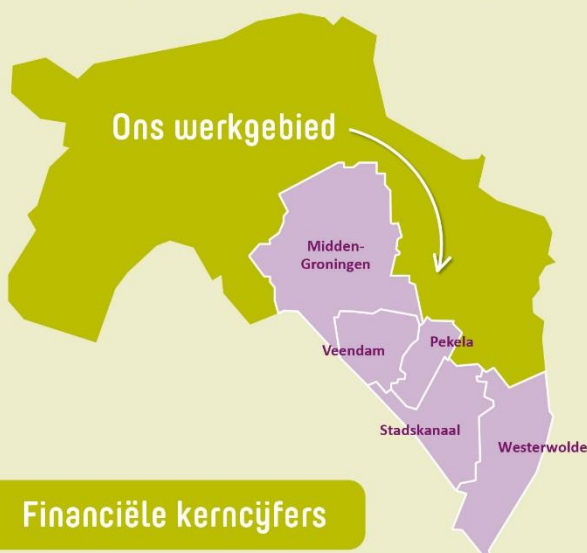 Ons werkgebied
Midden-
Groningen
Veendam
Pekela
Stadskanaal
Westerwolde
Financiële kerncijfers